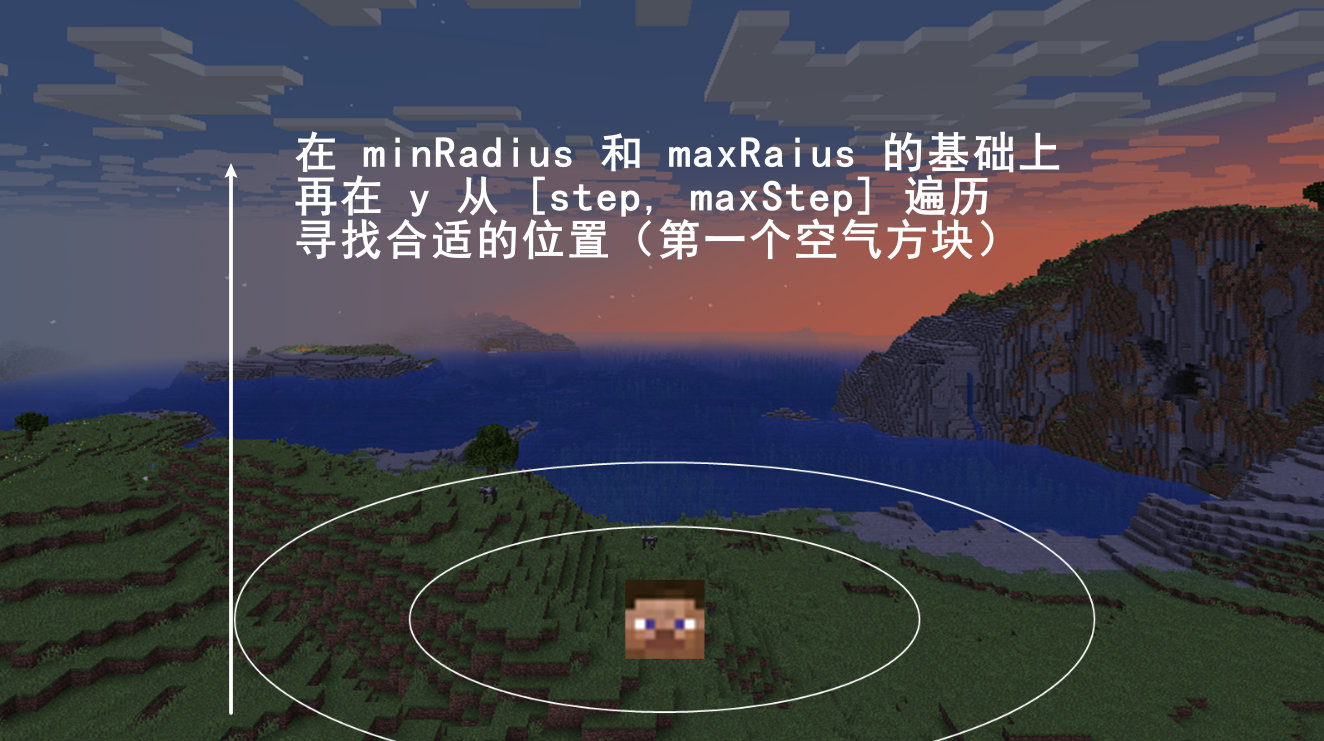 在 minRadius 和 maxRaius 的基础上
再在 y 从 [step, maxStep] 遍历
寻找合适的位置（第一个空气方块）